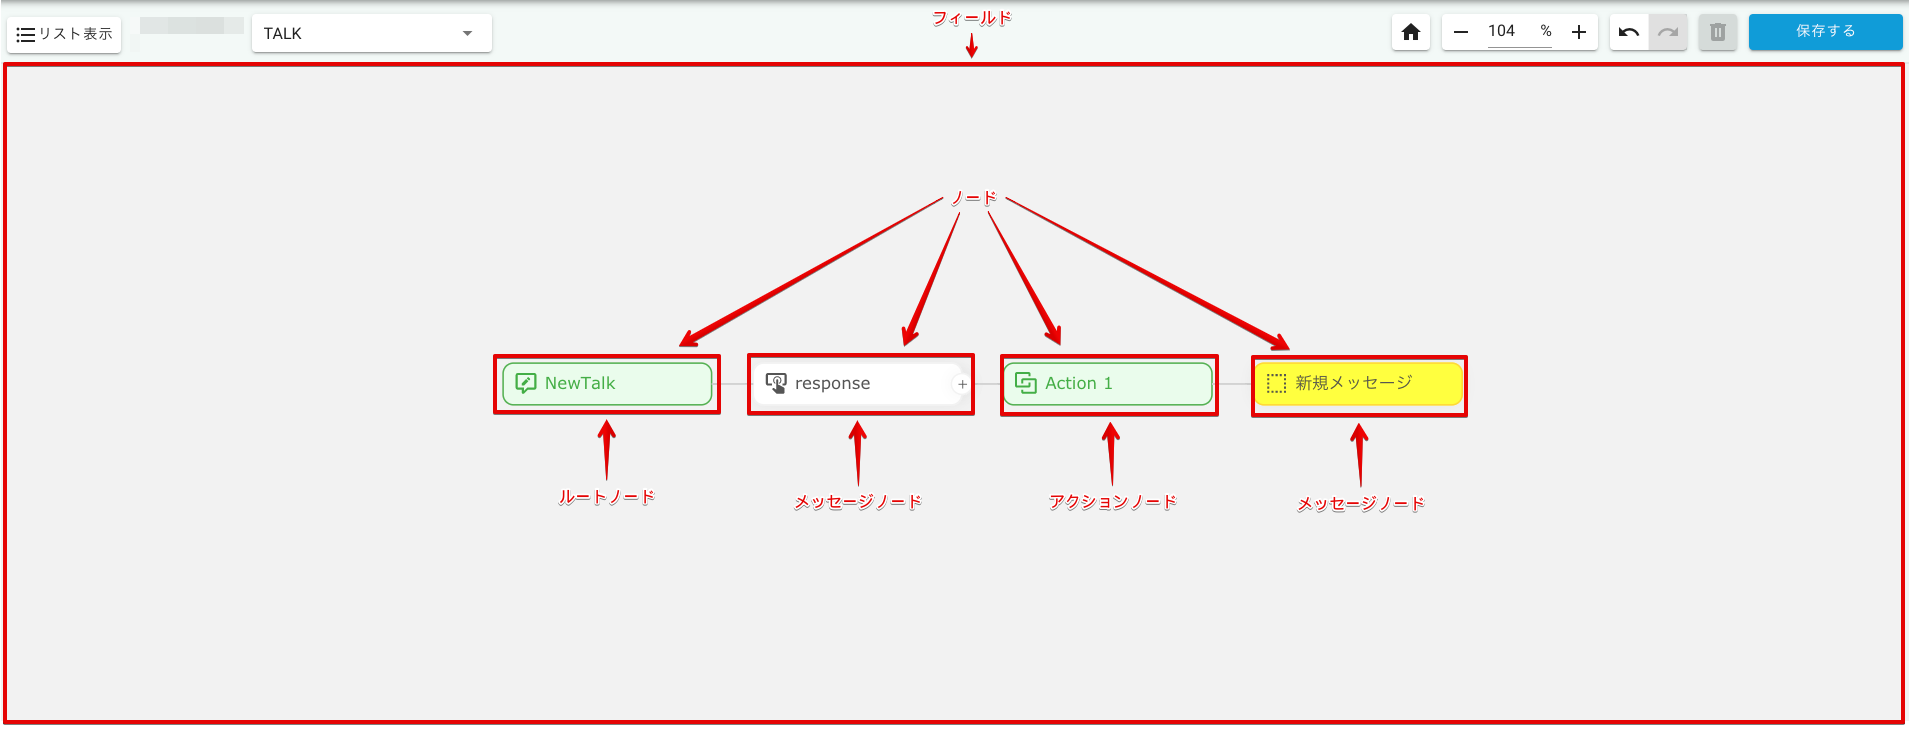 フィールド
リスト表示
TALK
104 %
保存する
ノード
NewTalk
response
+
Action 1
新規メッセージ
ルートノード
メッセージノード
アクションノード
メッセージノード